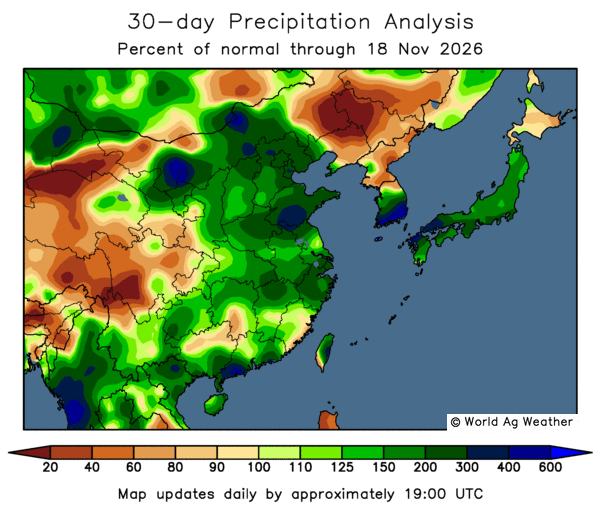 30-day Precipitation Analysis
Percent of normal through 18 Nov 2026
© World Ag Weather
20 40 60 80 90 100 110 125 150 200 300 400 600
Map updates daily by approximately 19:00 UTC